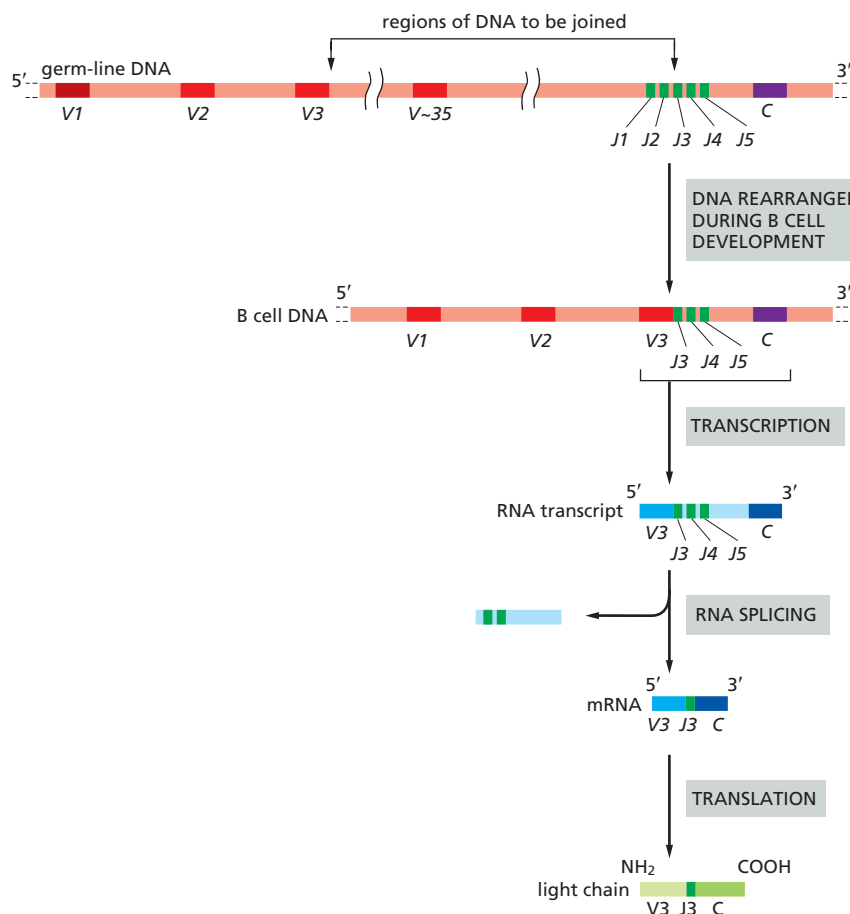 regions of DNA to be joined
germ-line DNA
5′ 3′
V1 V2 V3 V~35 C
J1 J2 J3 J4 J5
DNA REARRANGE
DURING B CELL
DEVELOPMENT
5′ 3′
B cell DNA
V1 V2 V3 C
J3 J4 J5
TRANSCRIPTION
5′ 3′
RNA transcript
V3 C
J3 J4 J5
RNA SPLICING
5′ 3′
mRNA
V3 J3 C
TRANSLATION
NH₂ COOH
light chain
V3 J3 C